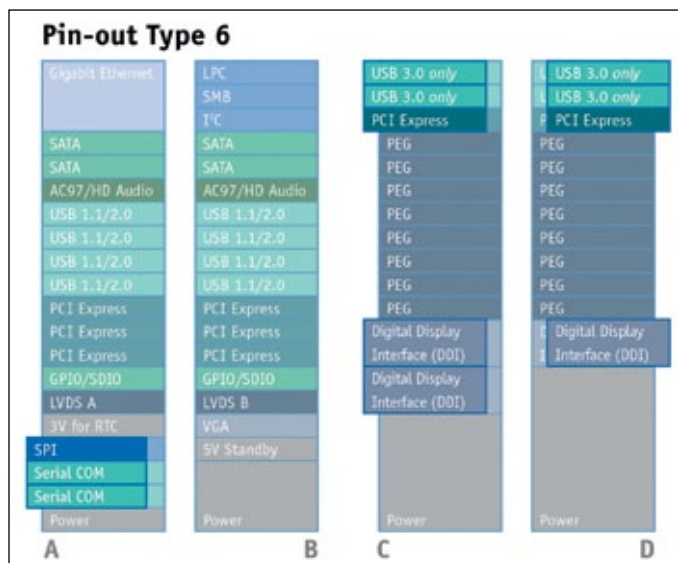 Pin-out Type 6
Gigabit Ethernet
SATA
SATA
AC97/HD Audio
USB 1.1/2.0
USB 1.1/2.0
USB 1.1/2.0
USB 1.1/2.0
PCI Express
PCI Express
PCI Express
GPIO/SDIO
LVDS A
3V for RTC
SPI
Serial COM
Serial COM
Power
A
LPC
SMB
I²C
SATA
SATA
AC97/HD Audio
USB 1.1/2.0
USB 1.1/2.0
USB 1.1/2.0
USB 1.1/2.0
PCI Express
PCI Express
PCI Express
GPIO/SDIO
LVDS B
VGA
5V Standby
Power
B
USB 3.0 only
USB 3.0 only
PCI Express
PEG
PEG
PEG
PEG
PEG
PEG
PEG
PEG
Digital Display
Interface (DDI)
Digital Display
Interface (DDI)
Power
C
USB 3.0 only
USB 3.0 only
PCI Express
PEG
PEG
PEG
PEG
PEG
PEG
PEG
PEG
Digital Display
Interface (DDI)
Power
D